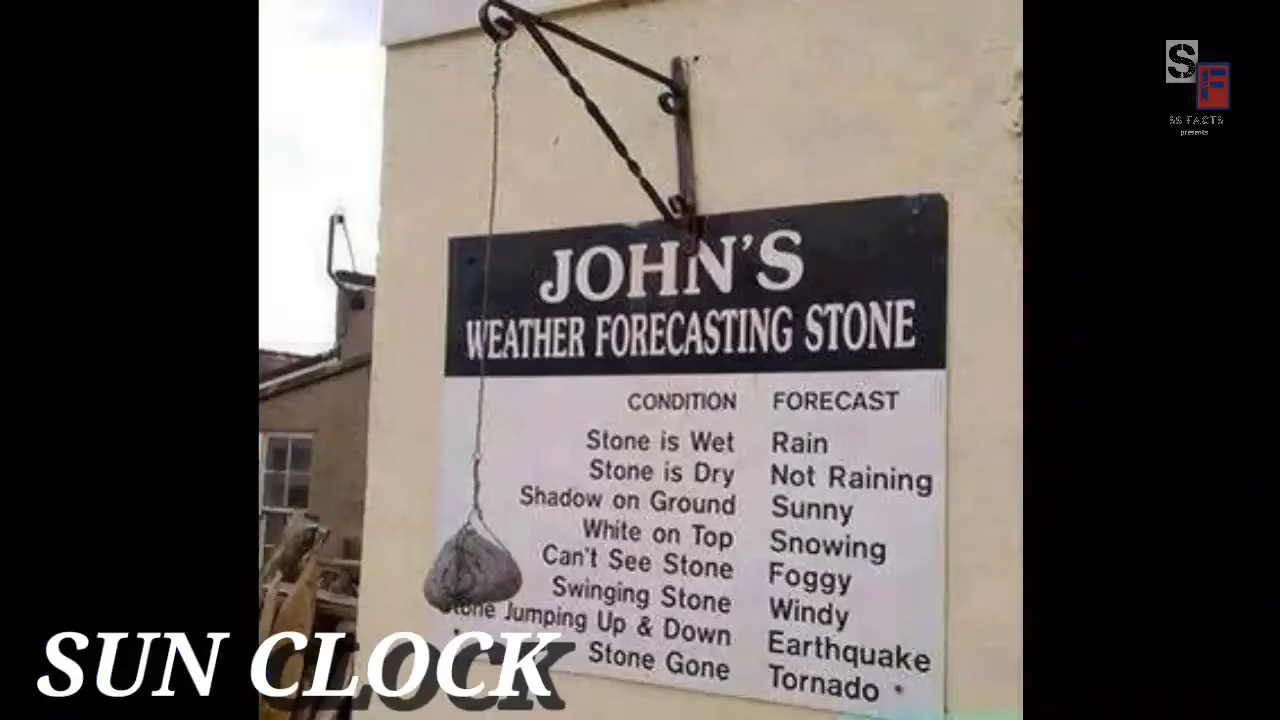 S
F
SS FACTS
presents
JOHN'S
WEATHER FORECASTING STONE
CONDITION FORECAST
Stone is Wet Rain
Stone is Dry Not Raining
Shadow on Ground Sunny
White on Top Snowing
Can't See Stone Foggy
Swinging Stone Windy
Stone Jumping Up & Down Earthquake
Stone Gone Tornado
SUN CLOCK